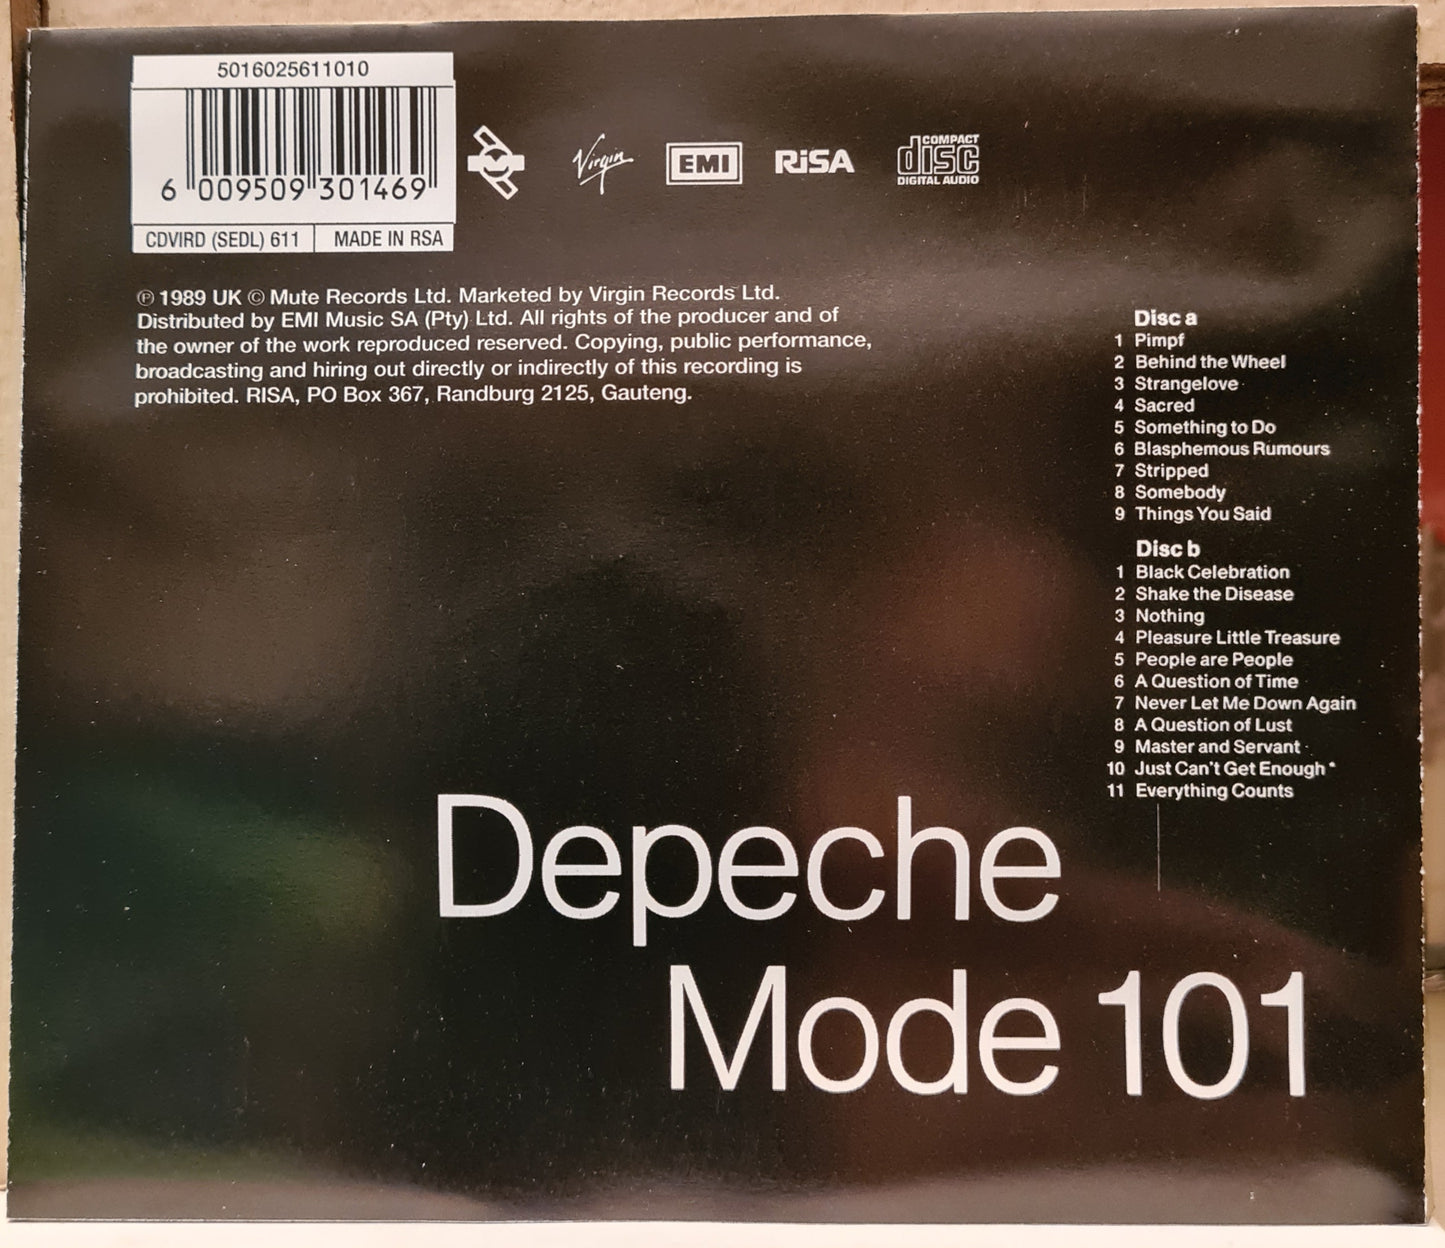 5016025611010
6 009509 301469
CDVIRD (SEDL) 611 MADE IN RSA
Virgin EMI RiSA COMPACT disc DIGITAL AUDIO
℗ 1989 UK © Mute Records Ltd. Marketed by Virgin Records Ltd.
Distributed by EMI Music SA (Pty) Ltd. All rights of the producer and of
the owner of the work reproduced reserved. Copying, public performance,
broadcasting and hiring out directly or indirectly of this recording is
prohibited. RISA, PO Box 367, Randburg 2125, Gauteng.
Disc a
1 Pimpf
2 Behind the Wheel
3 Strangelove
4 Sacred
5 Something to Do
6 Blasphemous Rumours
7 Stripped
8 Somebody
9 Things You Said
Disc b
1 Black Celebration
2 Shake the Disease
3 Nothing
4 Pleasure Little Treasure
5 People are People
6 A Question of Time
7 Never Let Me Down Again
8 A Question of Lust
9 Master and Servant
10 Just Can't Get Enough*
11 Everything Counts
Depeche
Mode 101